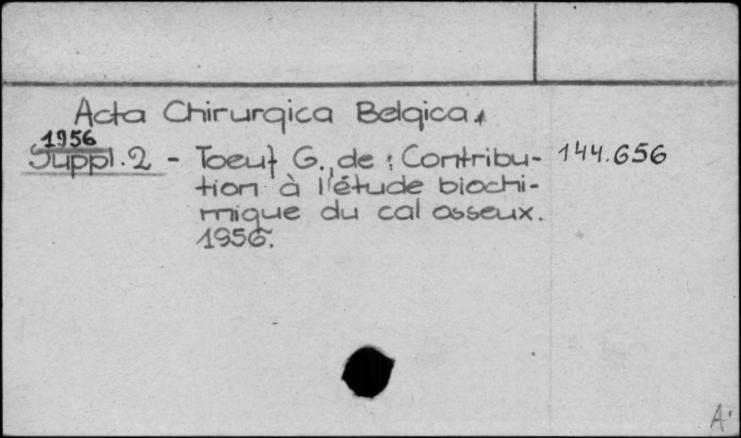 Acta Chirurgica Belgica.
1956
Suppl. 2 - Toeuf G., de : Contribu- 144.656
tion à l'étude biochi-
mique du cal osseux.
1956.
A.